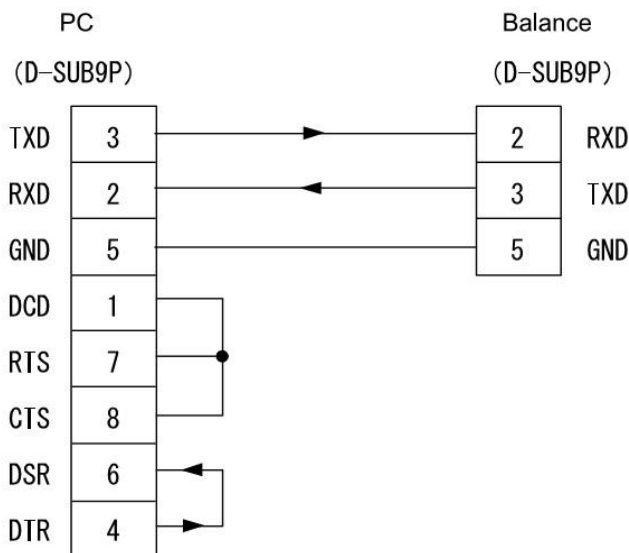 PC Balance
(D-SUB9P) (D-SUB9P)
TXD 3 2 RXD
RXD 2 3 TXD
GND 5 5 GND
DCD 1
RTS 7
CTS 8
DSR 6
DTR 4